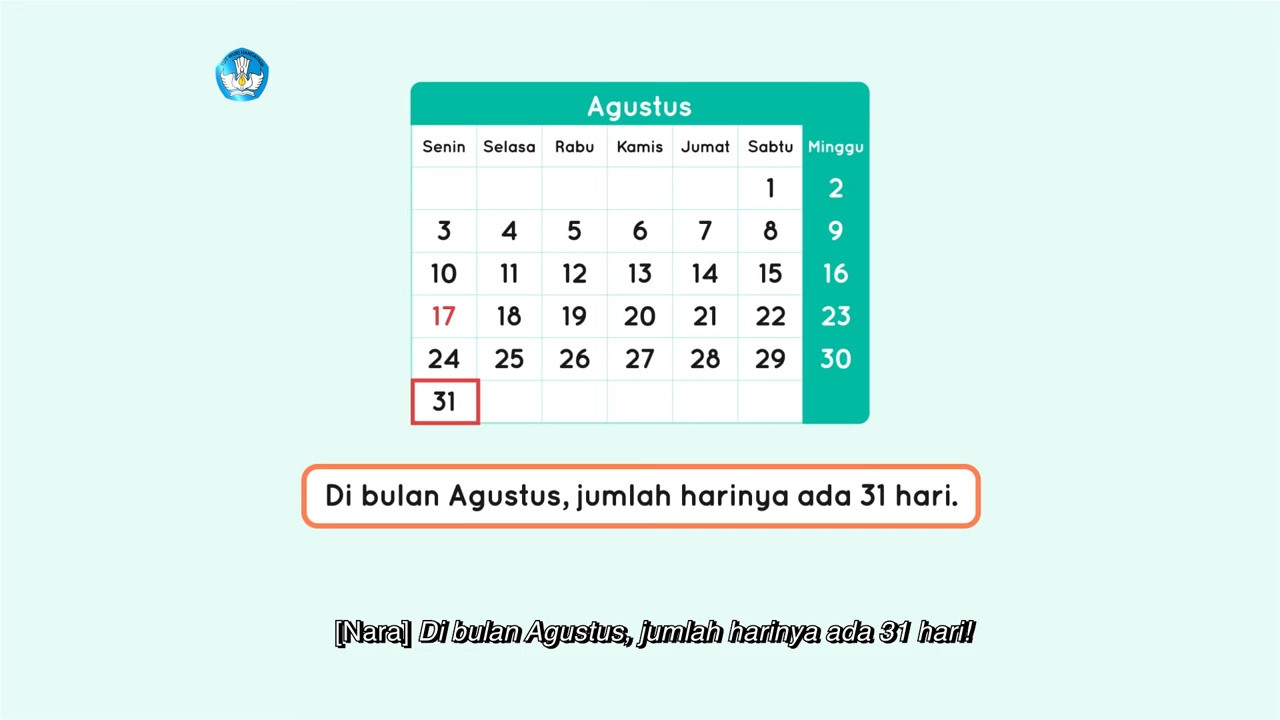 Agustus
Senin Selasa Rabu Kamis Jumat Sabtu Minggu
1 2
3 4 5 6 7 8 9
10 11 12 13 14 15 16
17 18 19 20 21 22 23
24 25 26 27 28 29 30
31
Di bulan Agustus, jumlah harinya ada 31 hari.
[Nara] Di bulan Agustus, jumlah harinya ada 31 hari!